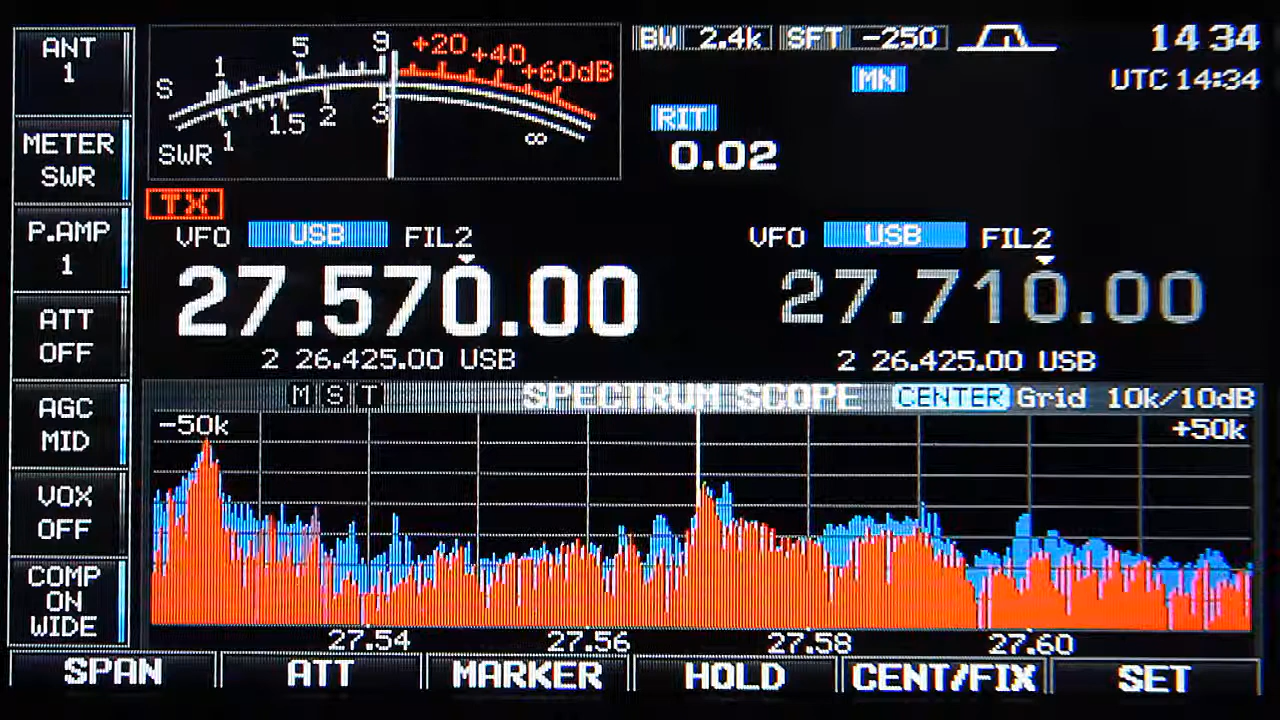 ANT
1
METER
SWR
P.AMP
1
ATT
OFF
AGC
MID
VOX
OFF
COMP
ON
WIDE
S 1 5 9 +20 +40 +60dB
1 1.5 2 3 ∞
SWR
BW 2.4k SFT -250
14 34
MN
UTC 14:34
RIT
0.02
TX
VFO USB FIL2
27.570.00
2 26.425.00 USB
VFO USB FIL2
27.710.00
2 26.425.00 USB
M S T SPECTRUM SCOPE CENTER Grid 10k/10dB
-50k +50k
27.54 27.56 27.58 27.60
SPAN ATT MARKER HOLD CENT/FIX SET